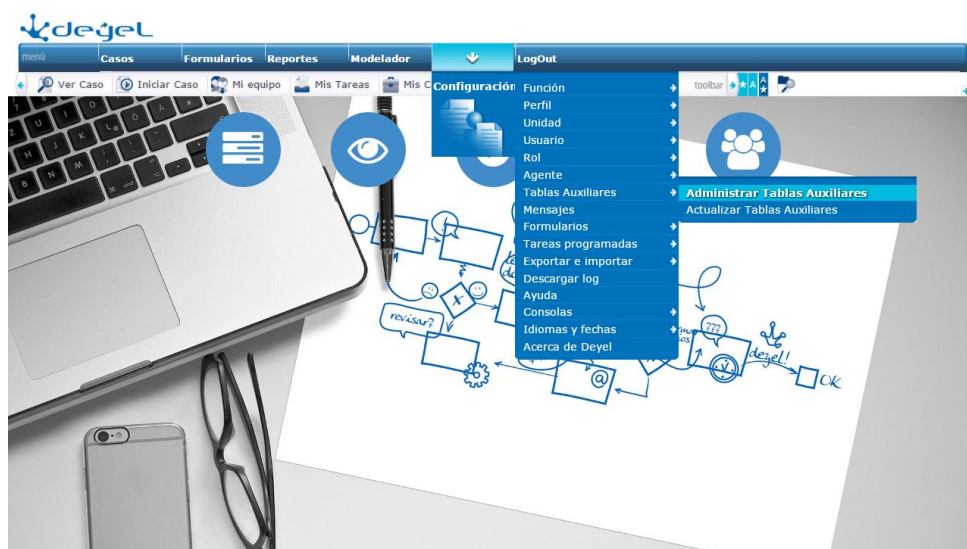 deyel
menú Casos Formularios Reportes Modelador LogOut
Ver Caso Iniciar Caso Mi equipo Mis Tareas Mis C Configuración toolbar
Función
Perfil
Unidad
Usuario
Rol
Agente
Tablas Auxiliares
Administrar Tablas Auxiliares
Actualizar Tablas Auxiliares
Mensajes
Formularios
Tareas programadas
Exportar e importar
Descargar log
Ayuda
Consolas
Idiomas y fechas
Acerca de Deyel
revisar?
???
deyel!
@
OK